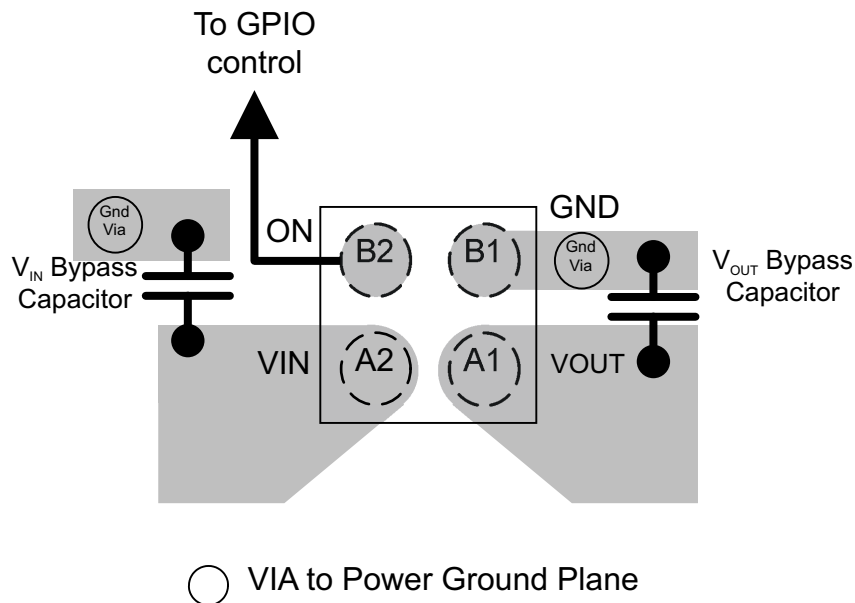 To GPIO
control
Gnd
Via
ON
B2
B1
GND
Gnd
Via
VIN Bypass
Capacitor
VOUT Bypass
Capacitor
VIN
A2
A1
VOUT
VIA to Power Ground Plane